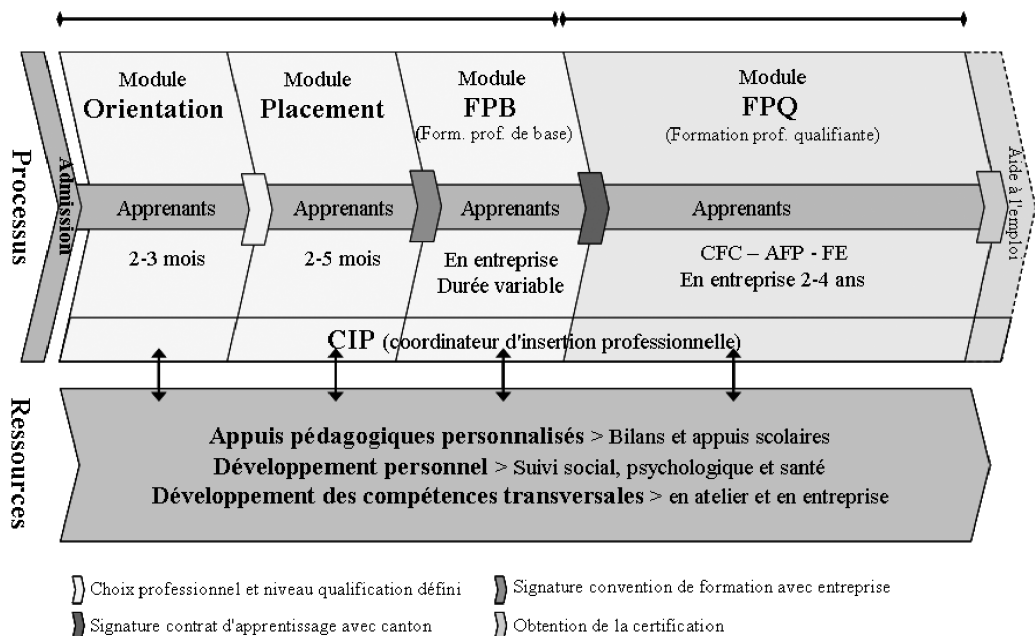 Module
Orientation
Module
Placement
Module
FPB
(Form. prof. de base)
Module
FPQ
(Formation prof. qualifiante)
Processus
Admission
Apprenants
Apprenants
Apprenants
Apprenants
Aide à l'emploi
2-3 mois
2-5 mois
En entreprise
Durée variable
CFC – AFP - FE
En entreprise 2-4 ans
CIP (coordinateur d'insertion professionnelle)
Ressources
Appuis pédagogiques personnalisés > Bilans et appuis scolaires
Développement personnel > Suivi social, psychologique et santé
Développement des compétences transversales > en atelier et en entreprise
Choix professionnel et niveau qualification défini
Signature convention de formation avec entreprise
Signature contrat d'apprentissage avec canton
Obtention de la certification